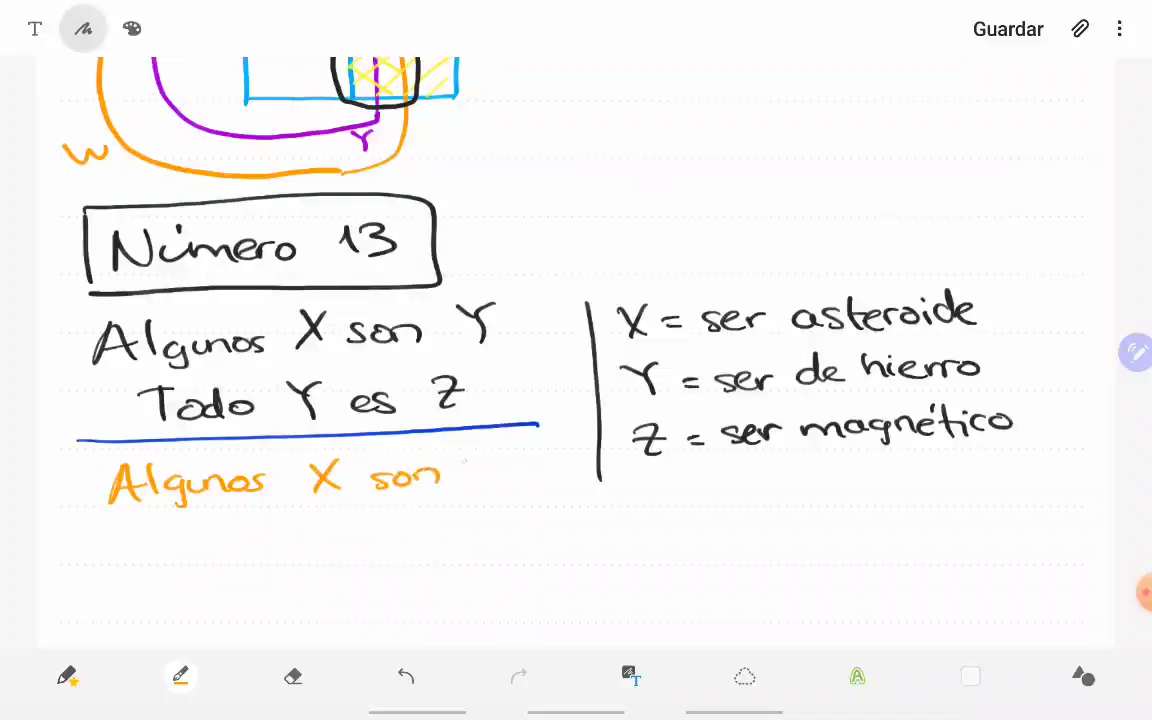 T
Guardar
W
Y
Número 13
Algunos X son Y
Todo Y es Z
Algunos X son
X = ser asteroide
Y = ser de hierro
Z = ser magnético
T
A